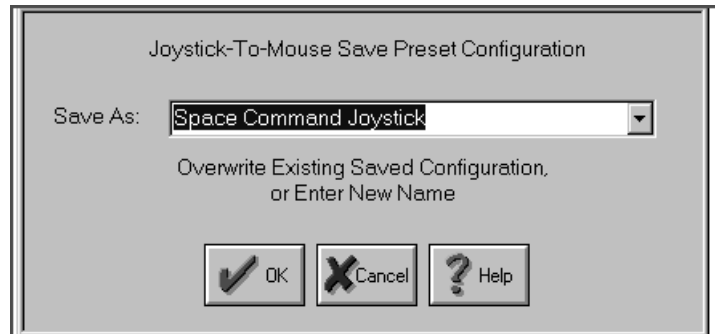 Joystick-To-Mouse Save Preset Configuration
Save As: Space Command Joystick
Overwrite Existing Saved Configuration,
or Enter New Name
OK Cancel Help